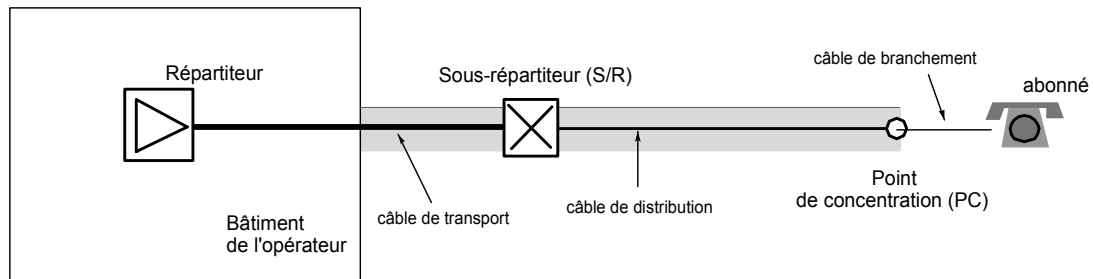 Répartiteur
Sous-répartiteur (S/R)
câble de branchement
abonné
câble de transport
câble de distribution
Point
de concentration (PC)
Bâtiment
de l'opérateur